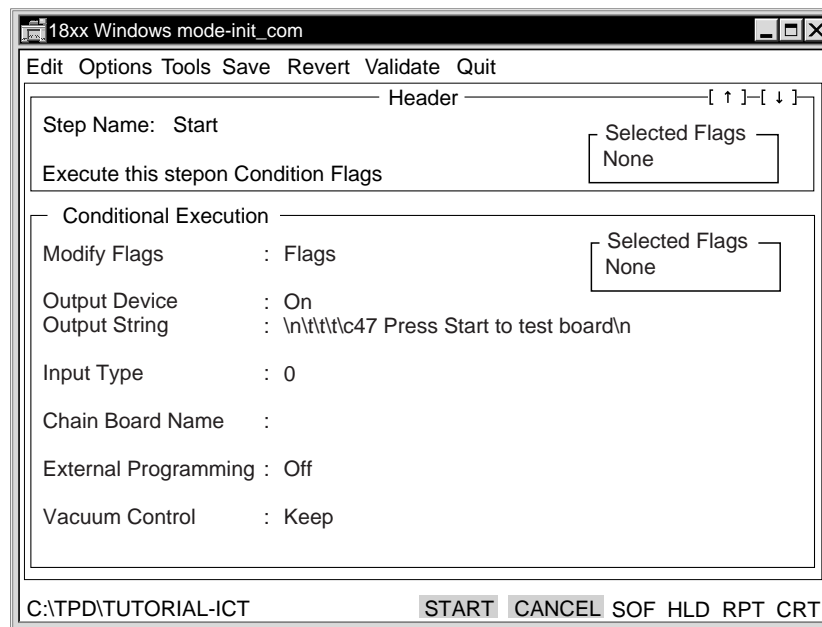 18xx Windows mode-init_com
Edit Options Tools Save Revert Validate Quit
Header [ ↑ ] [ ↓ ]
Step Name: Start
Selected Flags
None
Execute this stepon Condition Flags
Conditional Execution
Selected Flags
None
Modify Flags : Flags
Output Device : On
Output String : \n\t\t\t\c47 Press Start to test board\n
Input Type : 0
Chain Board Name :
External Programming : Off
Vacuum Control : Keep
C:\TPD\TUTORIAL-ICT START CANCEL SOF HLD RPT CRT